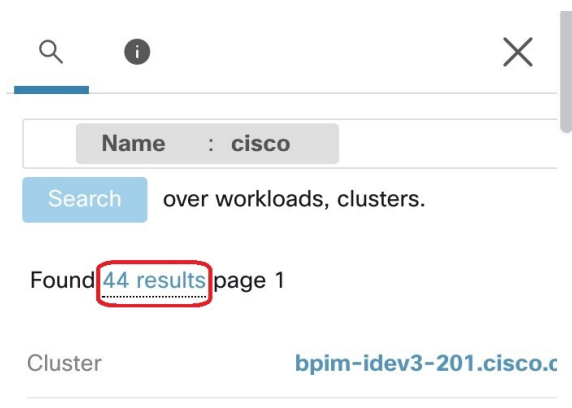 Name : cisco
Search over workloads, clusters.
Found 44 results page 1
Cluster bpim-idev3-201.cisco.c